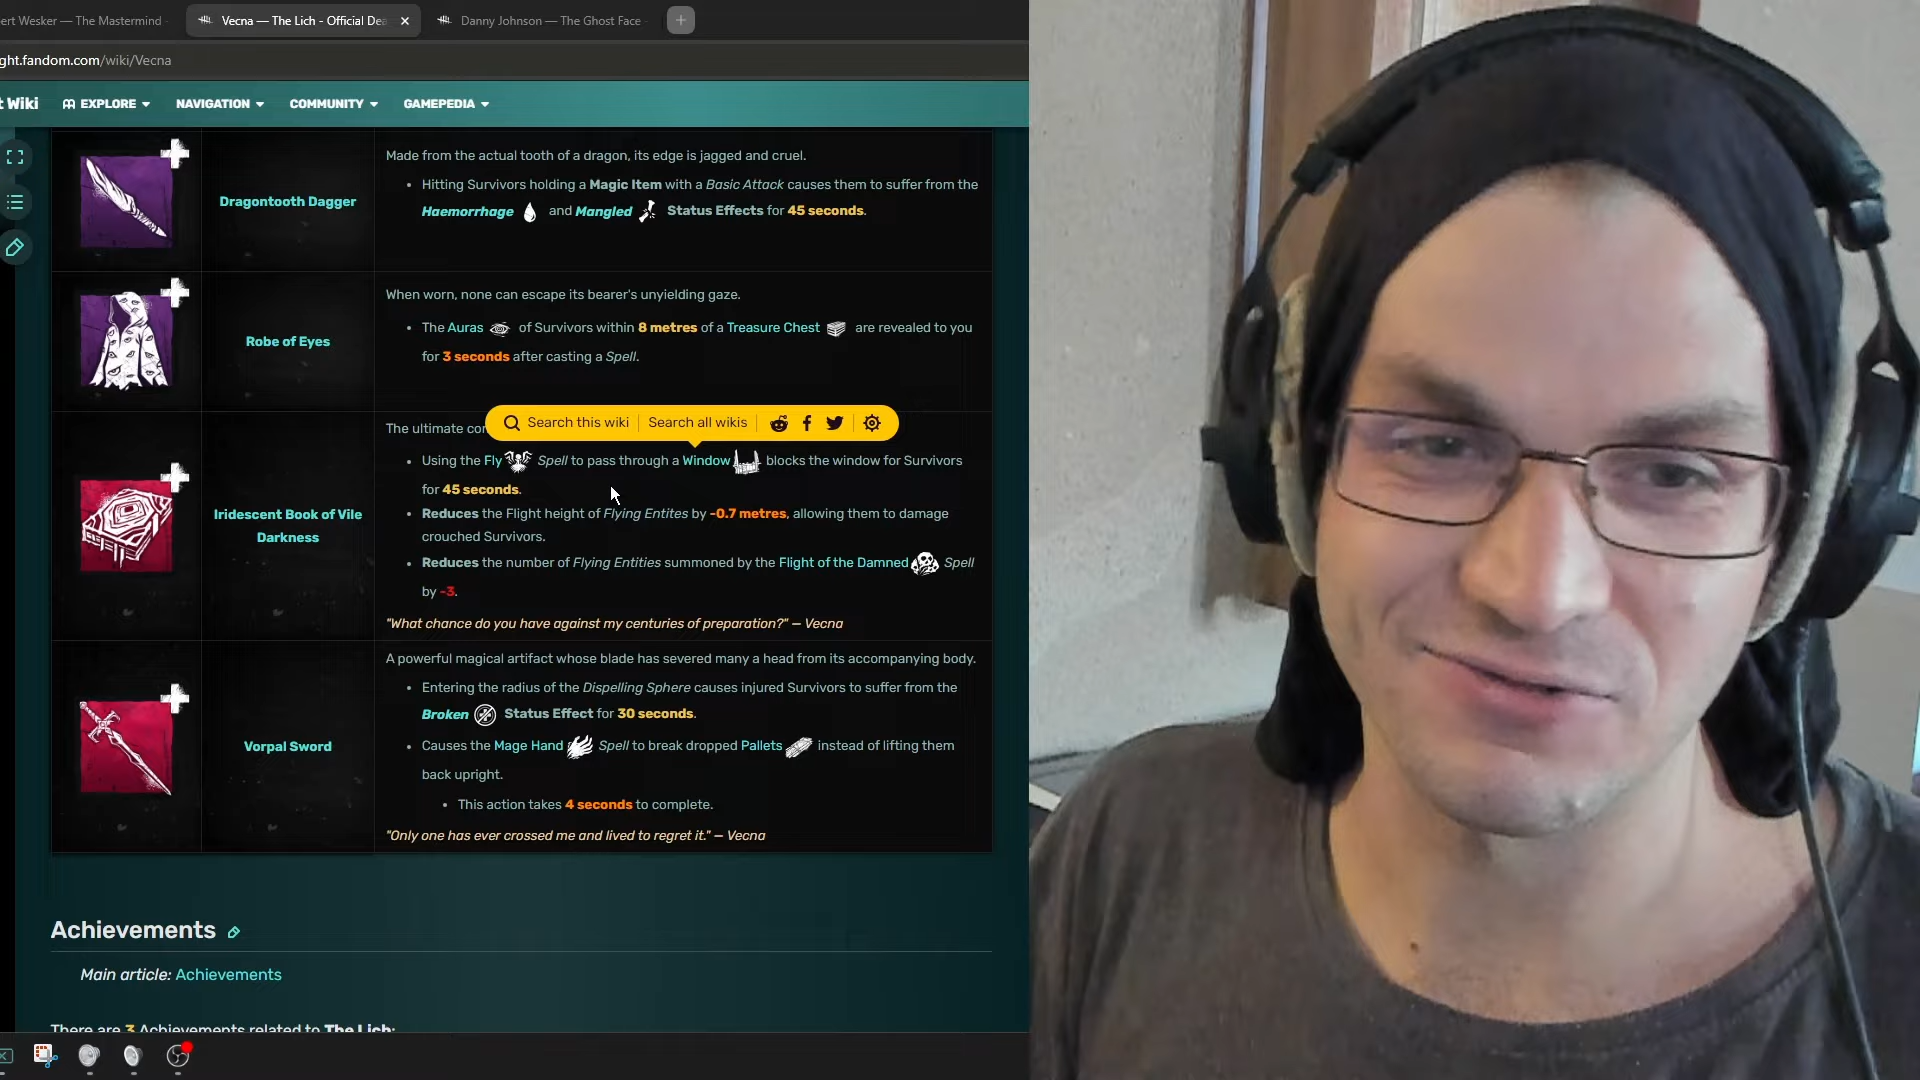 ert Wesker — The Mastermind
Vecna — The Lich - Official Dea
Danny Johnson — The Ghost Face
ght.fandom.com/wiki/Vecna
t Wiki
EXPLORE
NAVIGATION
COMMUNITY
GAMEPEDIA
Made from the actual tooth of a dragon, its edge is jagged and cruel.
Dragontooth Dagger
• Hitting Survivors holding a Magic Item with a Basic Attack causes them to suffer from the
Haemorrhage and Mangled Status Effects for 45 seconds.
When worn, none can escape its bearer's unyielding gaze.
Robe of Eyes
• The Auras of Survivors within 8 metres of a Treasure Chest are revealed to you
for 3 seconds after casting a Spell.
Search this wiki
Search all wikis
The ultimate cor
Iridescent Book of Vile
Darkness
• Using the Fly Spell to pass through a Window blocks the window for Survivors
for 45 seconds.
• Reduces the Flight height of Flying Entites by -0.7 metres, allowing them to damage
crouched Survivors.
• Reduces the number of Flying Entities summoned by the Flight of the Damned Spell
by -3.
"What chance do you have against my centuries of preparation?" — Vecna
A powerful magical artifact whose blade has severed many a head from its accompanying body.
Vorpal Sword
• Entering the radius of the Dispelling Sphere causes injured Survivors to suffer from the
Broken Status Effect for 30 seconds.
• Causes the Mage Hand Spell to break dropped Pallets instead of lifting them
back upright.
• This action takes 4 seconds to complete.
"Only one has ever crossed me and lived to regret it." — Vecna
Achievements
Main article: Achievements
There are 3 Achievements related to The Lich: